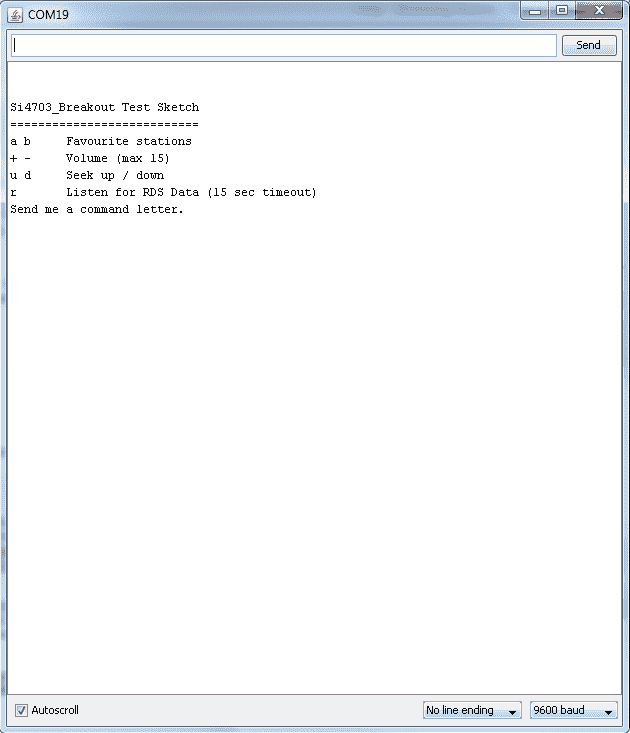 COM19
Send
Si4703_Breakout Test Sketch
===========================
a b     Favourite stations
+ -     Volume (max 15)
u d     Seek up / down
r       Listen for RDS Data (15 sec timeout)
Send me a command letter.
Autoscroll
No line ending
9600 baud